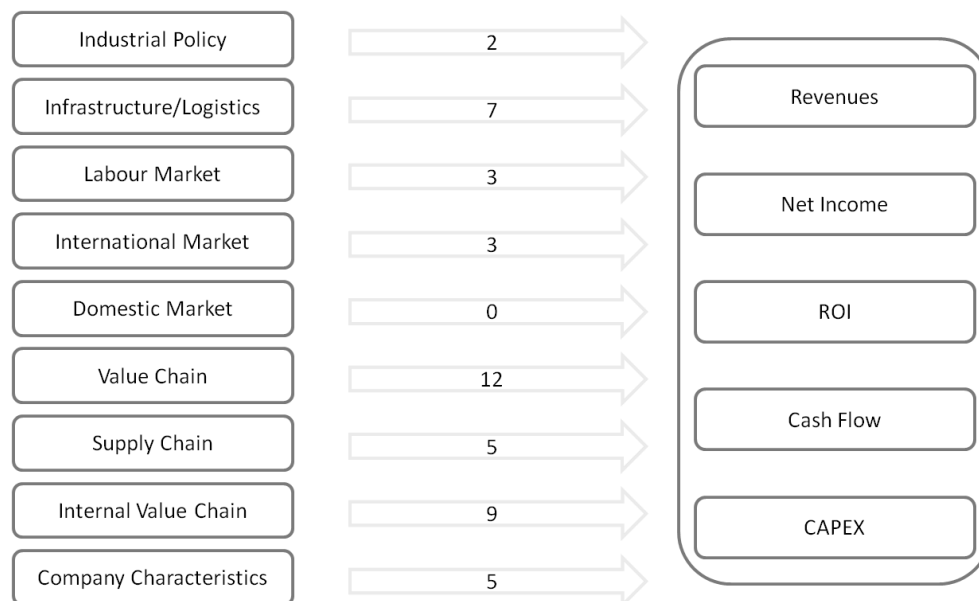 Industrial Policy
2
Infrastructure/Logistics
7
Labour Market
3
International Market
3
Domestic Market
0
Value Chain
12
Supply Chain
5
Internal Value Chain
9
Company Characteristics
5
Revenues
Net Income
ROI
Cash Flow
CAPEX